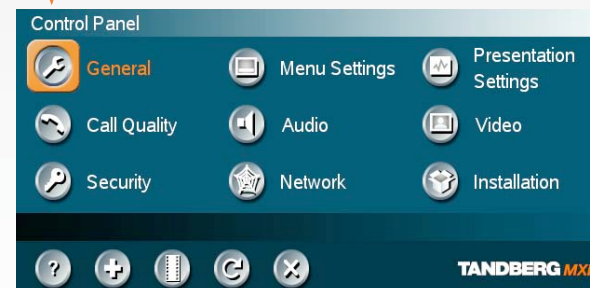 Control Panel
General
Menu Settings
Presentation
Settings
Call Quality
Audio
Video
Security
Network
Installation
?
TANDBERG MXP